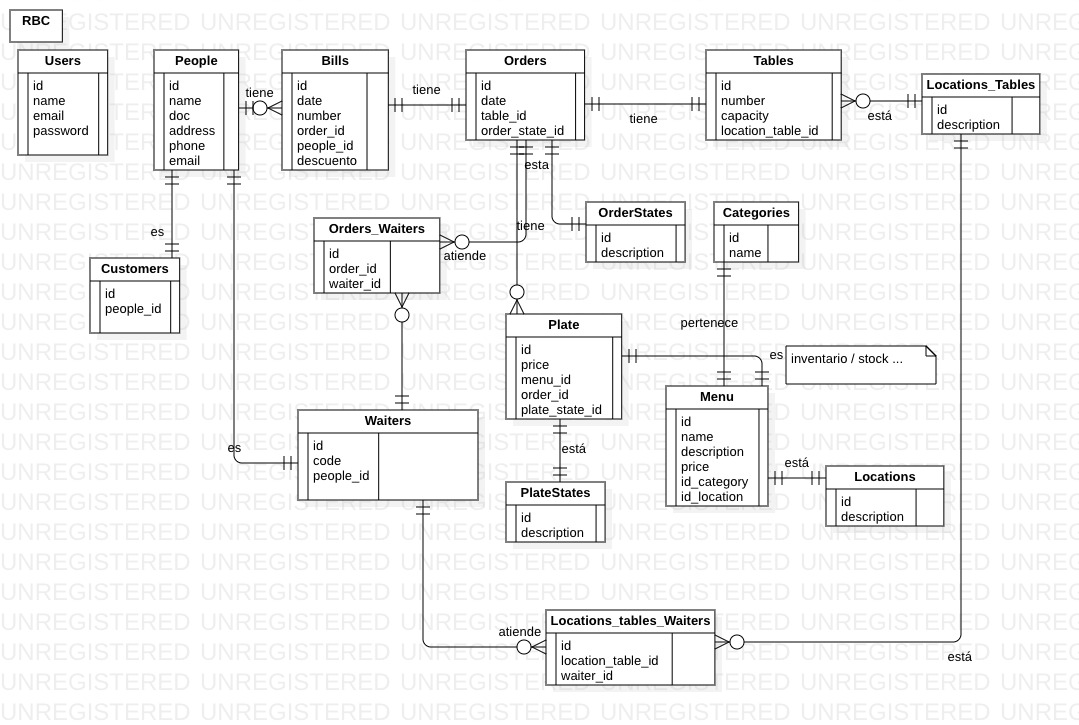 RBC
Users
id
name
email
password
People
id
name
doc
address
phone
email
tiene
Bills
id
date
number
order_id
people_id
descuento
tiene
Orders
id
date
table_id
order_state_id
tiene
Tables
id
number
capacity
location_table_id
está
Locations_Tables
id
description
esta
es
Customers
id
people_id
Orders_Waiters
id
order_id
waiter_id
atiende
tiene
OrderStates
id
description
Categories
id
name
pertenece
Plate
id
price
menu_id
order_id
plate_state_id
es
inventario / stock ...
Menu
id
name
description
price
id_category
id_location
está
Locations
id
description
es
Waiters
id
code
people_id
está
PlateStates
id
description
atiende
Locations_tables_Waiters
id
location_table_id
waiter_id
está
UNREGISTERED